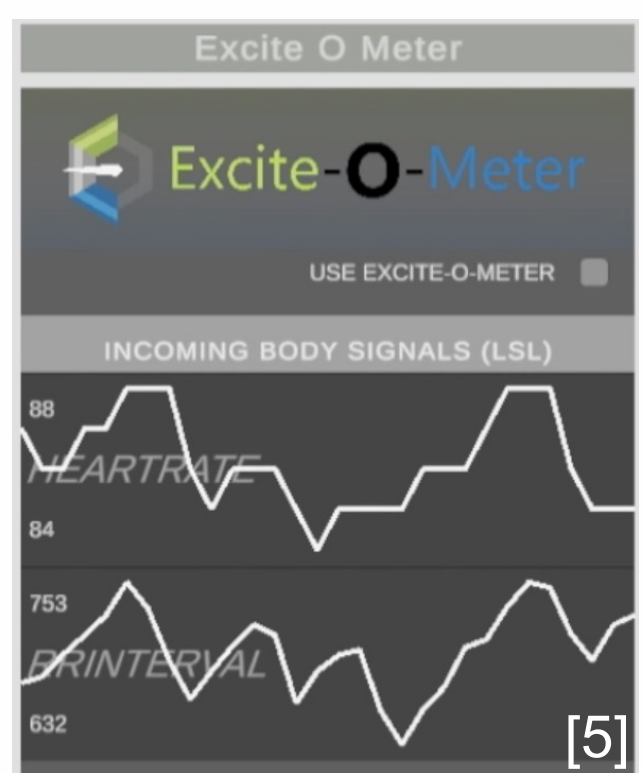 Excite O Meter
Excite-O-Meter
USE EXCITE-O-METER
INCOMING BODY SIGNALS (LSL)
88
HEARTRATE
84
753
RRINTERVAL
632
[5]